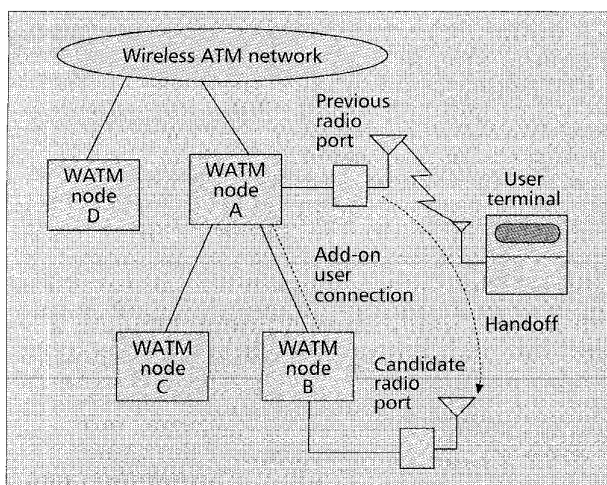 Wireless ATM network
Previous
radio
port
WATM
node
D
WATM
node
A
User
terminal
Add-on
user
connection
Handoff
WATM
node
C
WATM
node
B
Candidate
radio
port